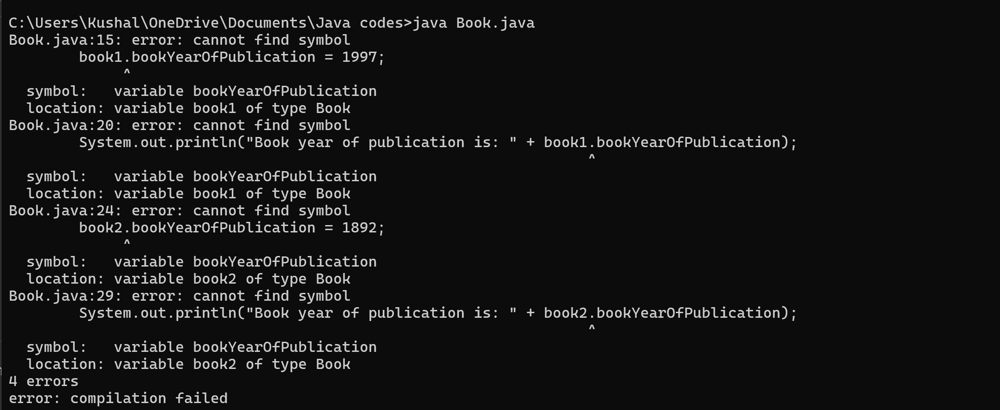 C:\Users\Kushal\OneDrive\Documents\Java codes>java Book.java
Book.java:15: error: cannot find symbol
        book1.bookYearOfPublication = 1997;
             ^
  symbol:   variable bookYearOfPublication
  location: variable book1 of type Book
Book.java:20: error: cannot find symbol
        System.out.println("Book year of publication is: " + book1.bookYearOfPublication);
                                                                  ^
  symbol:   variable bookYearOfPublication
  location: variable book1 of type Book
Book.java:24: error: cannot find symbol
        book2.bookYearOfPublication = 1892;
             ^
  symbol:   variable bookYearOfPublication
  location: variable book2 of type Book
Book.java:29: error: cannot find symbol
        System.out.println("Book year of publication is: " + book2.bookYearOfPublication);
                                                                  ^
  symbol:   variable bookYearOfPublication
  location: variable book2 of type Book
4 errors
error: compilation failed